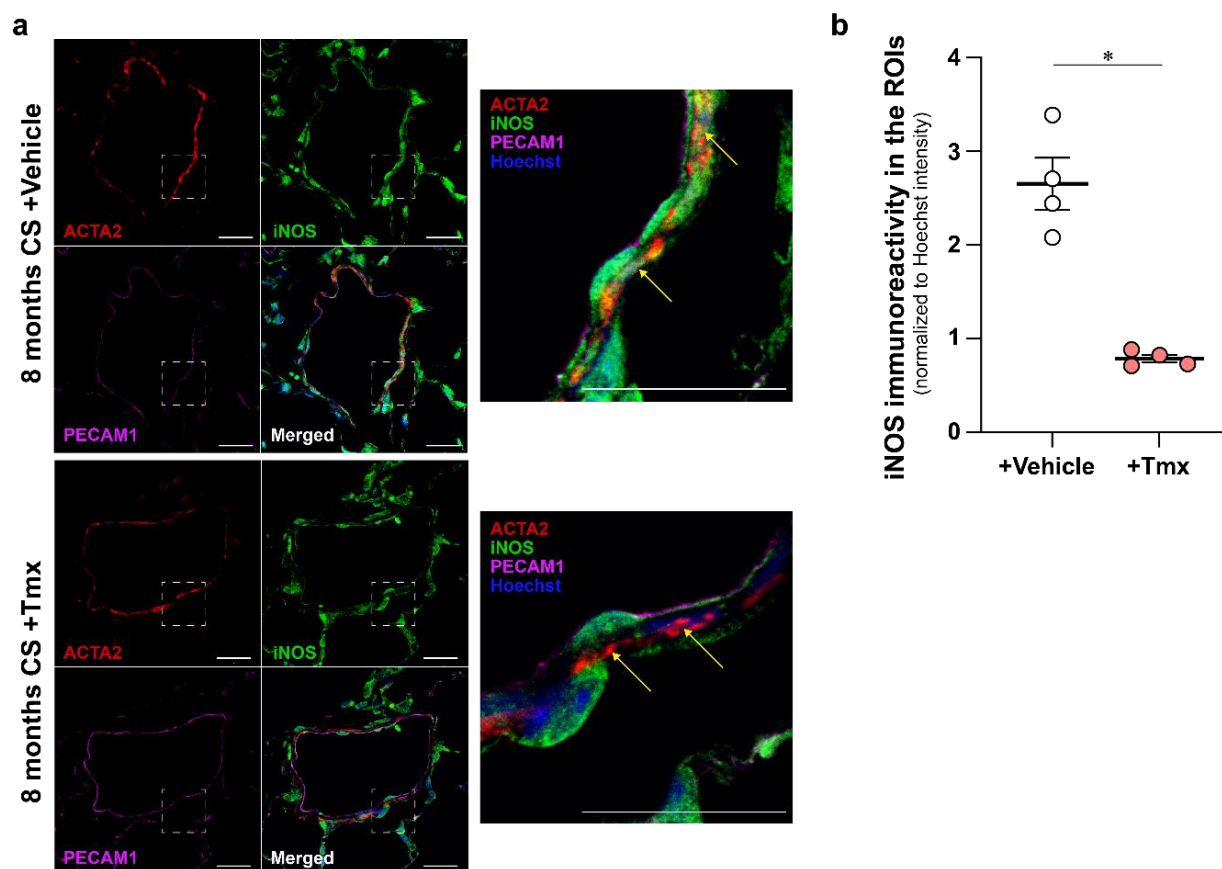 a
8 months CS +Vehicle
ACTA2
iNOS
PECAM1
Merged
ACTA2
iNOS
PECAM1
Hoechst
8 months CS +Tmx
ACTA2
iNOS
PECAM1
Merged
ACTA2
iNOS
PECAM1
Hoechst
b
iNOS immunoreactivity in the ROIs
(normalized to Hoechst intensity)
4
3
2
1
0
*
+Vehicle
+Tmx